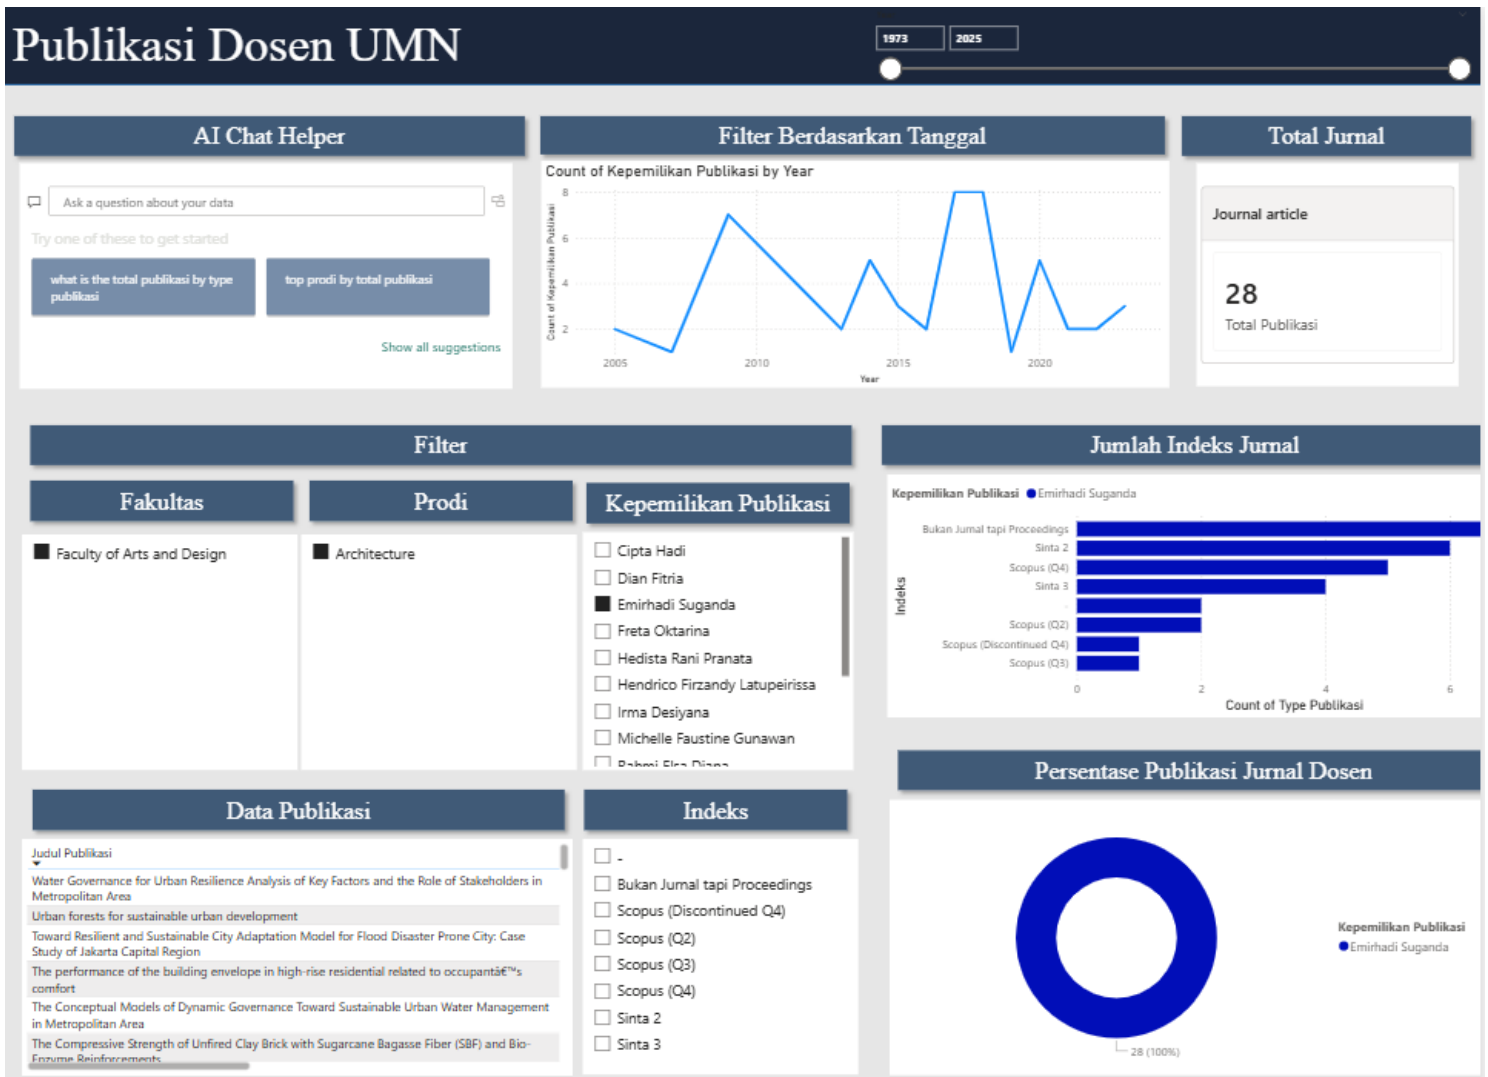 Publikasi Dosen UMN
1973
2025
AI Chat Helper
Ask a question about your data
Try one of these to get started
what is the total publikasi by type
publikasi
top prodi by total publikasi
Show all suggestions
Filter Berdasarkan Tanggal
Count of Kepemilikan Publikasi by Year
Count of Kepemilikan Publikasi
8
6
4
2
2005
2010
2015
2020
Year
Total Jurnal
Journal article
28
Total Publikasi
Filter
Fakultas
Faculty of Arts and Design
Prodi
Architecture
Kepemilikan Publikasi
Cipta Hadi
Dian Fitria
Emirhadi Suganda
Freta Oktarina
Hedista Rani Pranata
Hendrico Firzandy Latupeirissa
Irma Desiyana
Michelle Faustine Gunawan
Rahmi Elsa Diana
Jumlah Indeks Jurnal
Kepemilikan Publikasi
Emirhadi Suganda
Indeks
Bukan Jurnal tapi Proceedings
Sinta 2
Scopus (Q4)
Sinta 3
-
Scopus (Q2)
Scopus (Discontinued Q4)
Scopus (Q3)
0
2
4
6
Count of Type Publikasi
Data Publikasi
Judul Publikasi
Water Governance for Urban Resilience Analysis of Key Factors and the Role of Stakeholders in
Metropolitan Area
Urban forests for sustainable urban development
Toward Resilient and Sustainable City Adaptation Model for Flood Disaster Prone City: Case
Study of Jakarta Capital Region
The performance of the building envelope in high-rise residential related to occupantâ€™s
comfort
The Conceptual Models of Dynamic Governance Toward Sustainable Urban Water Management
in Metropolitan Area
The Compressive Strength of Unfired Clay Brick with Sugarcane Bagasse Fiber (SBF) and Bio-
Enzyme Reinforcements
Indeks
-
Bukan Jurnal tapi Proceedings
Scopus (Discontinued Q4)
Scopus (Q2)
Scopus (Q3)
Scopus (Q4)
Sinta 2
Sinta 3
Persentase Publikasi Jurnal Dosen
Kepemilikan Publikasi
Emirhadi Suganda
28 (100%)